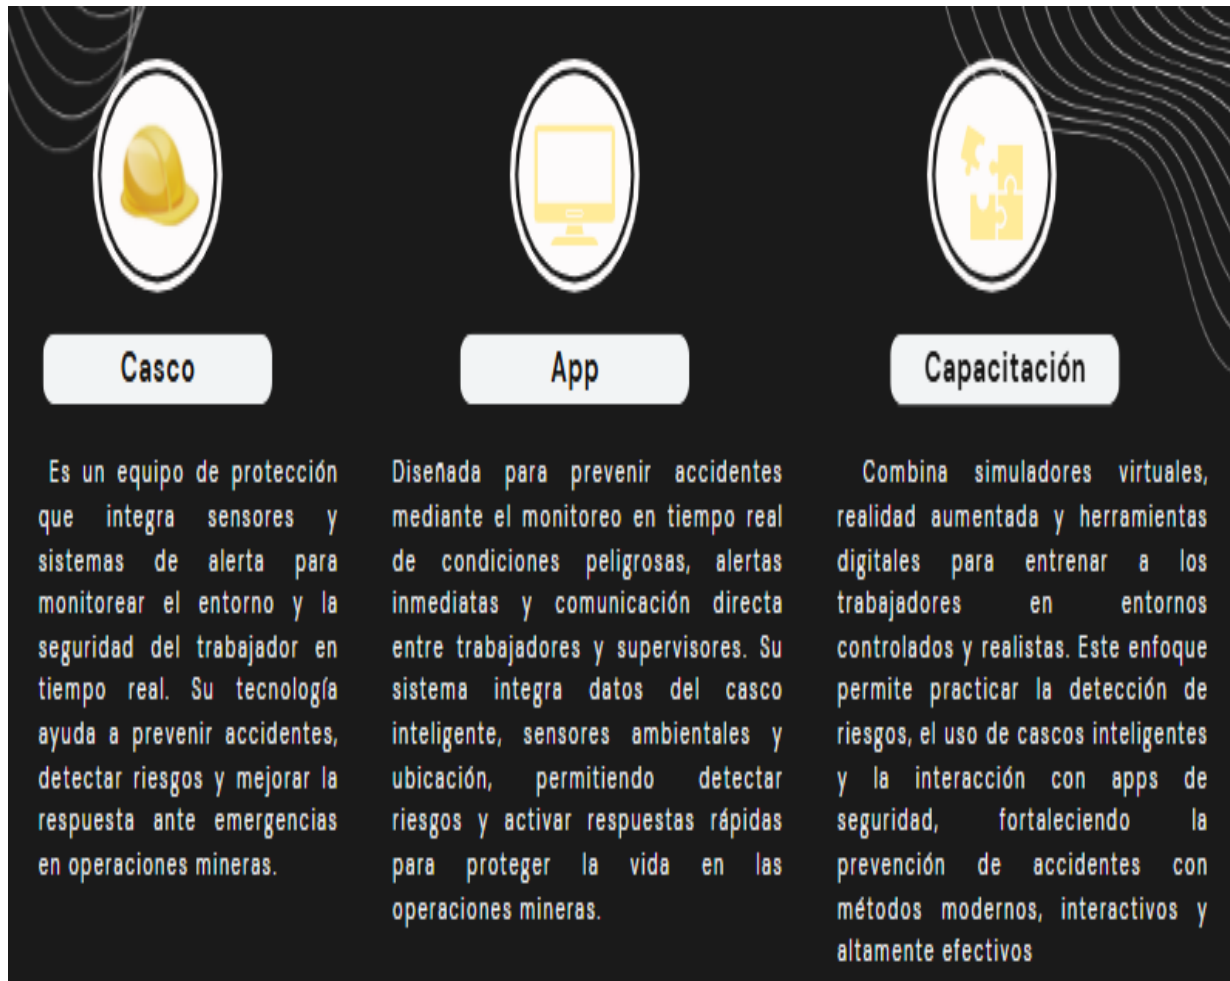 Casco
Es un equipo de protección
que integra sensores y
sistemas de alerta para
monitorear el entorno y la
seguridad del trabajador en
tiempo real. Su tecnología
ayuda a prevenir accidentes,
detectar riesgos y mejorar la
respuesta ante emergencias
en operaciones mineras.
App
Diseñada para prevenir accidentes
mediante el monitoreo en tiempo real
de condiciones peligrosas, alertas
inmediatas y comunicación directa
entre trabajadores y supervisores. Su
sistema integra datos del casco
inteligente, sensores ambientales y
ubicación, permitiendo detectar
riesgos y activar respuestas rápidas
para proteger la vida en las
operaciones mineras.
Capacitación
Combina simuladores virtuales,
realidad aumentada y herramientas
digitales para entrenar a los
trabajadores en entornos
controlados y realistas. Este enfoque
permite practicar la detección de
riesgos, el uso de cascos inteligentes
y la interacción con apps de
seguridad, fortaleciendo la
prevención de accidentes con
métodos modernos, interactivos y
altamente efectivos